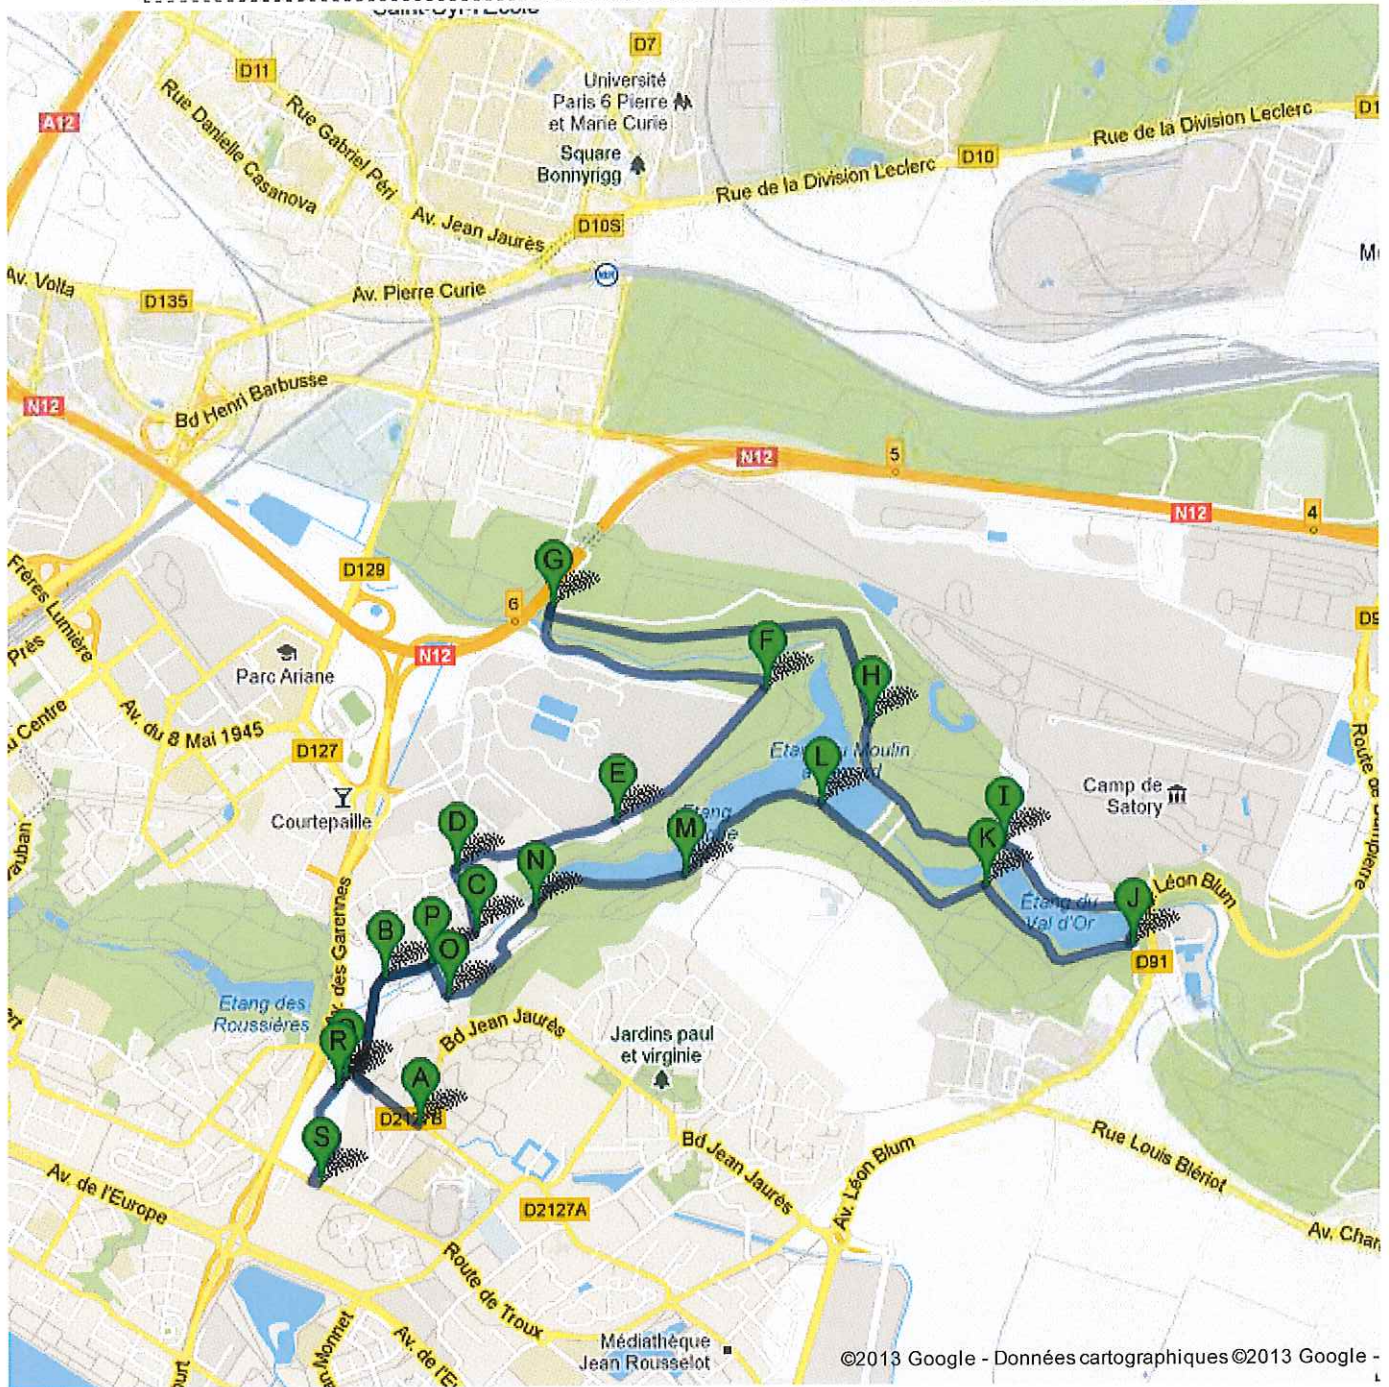 D7
D11
Université
Paris 6 Pierre
et Marie Curie
Rue Danielle Casanova
Rue Gabriel Péri
A12
D1
Rue de la Division Leclerc
D10
Square
Bonnyrigg
Rue de la Division Leclerc
Av. Jean Jaurès
D10S
Av. Volta
D135
Av. Pierre Curie
N12
Bd Henri Barbusse
N12
5
N12
4
D129
Frères Lumière
G
6
N12
Parc Ariane
F
H
Av. du 8 Mai 1945
D127
Etang du Moulin
L
E
Camp de
Satory
Courtepaille
I
D
M
K
N
C
Léon Blum
Étang du
Val d'Or
J
P
B
O
D91
Av. des Garennes
Etang des
Roussières
Bd Jean Jaurès
Jardins paul
et virginie
R
A
S
Bd Jean Jaurès
Av. Léon Blum
Rue Louis Blériot
Av. de l'Europe
D2127A
Route de Troux
Médiathèque
Jean Rousselot
©2013 Google - Données cartographiques ©2013 Google -